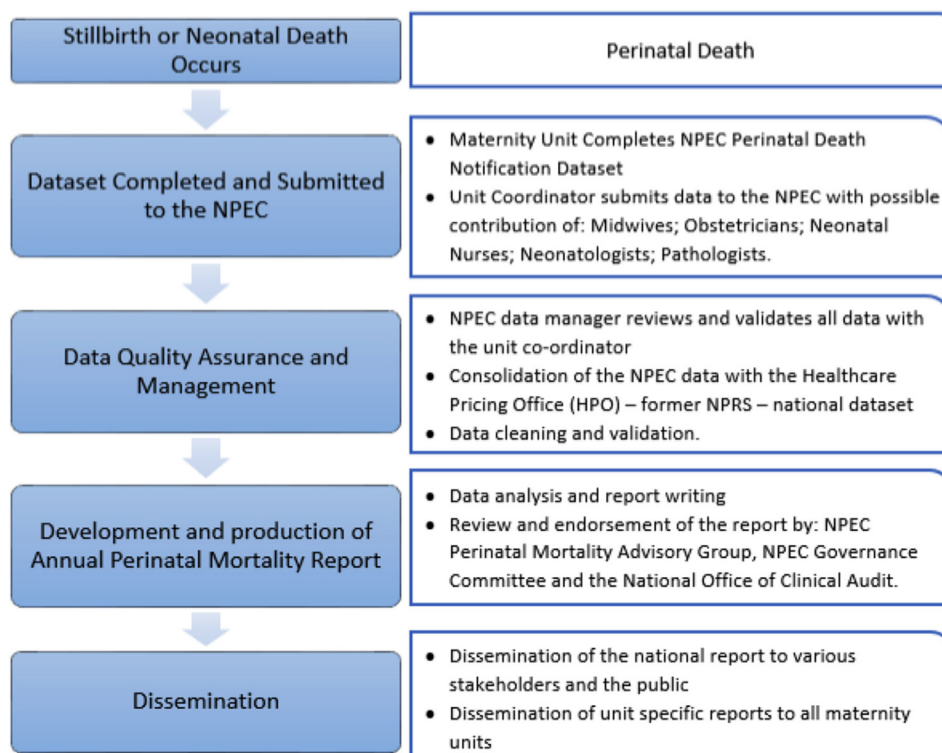 Stillbirth or Neonatal Death
Occurs
Perinatal Death
Dataset Completed and Submitted
to the NPEC
• Maternity Unit Completes NPEC Perinatal Death
Notification Dataset
• Unit Coordinator submits data to the NPEC with possible
contribution of: Midwives; Obstetricians; Neonatal
Nurses; Neonatologists; Pathologists.
Data Quality Assurance and
Management
• NPEC data manager reviews and validates all data with
the unit co-ordinator
• Consolidation of the NPEC data with the Healthcare
Pricing Office (HPO) – former NPRS – national dataset
• Data cleaning and validation.
Development and production of
Annual Perinatal Mortality Report
• Data analysis and report writing
• Review and endorsement of the report by: NPEC
Perinatal Mortality Advisory Group, NPEC Governance
Committee and the National Office of Clinical Audit.
Dissemination
• Dissemination of the national report to various
stakeholders and the public
• Dissemination of unit specific reports to all maternity
units